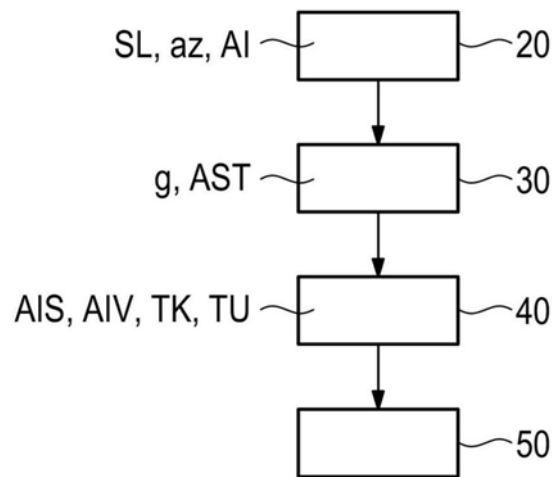 SL, az, AI 20
g, AST 30
AIS, AIV, TK, TU 40
50